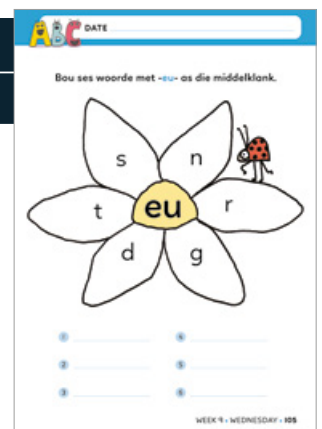 ABC DATE
Bou ses woorde met -eu- as die middelklank.
s n
t eu r
d g
1 4
2 5
3 6
WEEK 9 • WEDNESDAY • 105